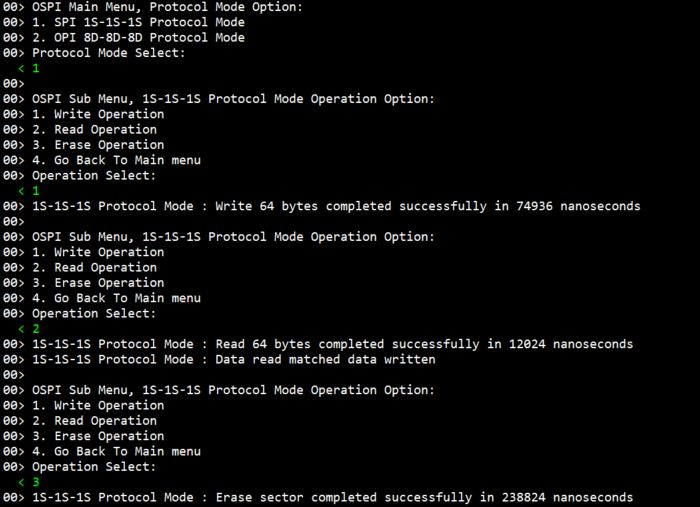 00> OSPI Main Menu, Protocol Mode Option:
00> 1. SPI 1S-1S-1S Protocol Mode
00> 2. OPI 8D-8D-8D Protocol Mode
00> Protocol Mode Select:
< 1
00>
00> OSPI Sub Menu, 1S-1S-1S Protocol Mode Operation Option:
00> 1. Write Operation
00> 2. Read Operation
00> 3. Erase Operation
00> 4. Go Back To Main menu
00> Operation Select:
< 1
00> 1S-1S-1S Protocol Mode : Write 64 bytes completed successfully in 74936 nanoseconds
00>
00> OSPI Sub Menu, 1S-1S-1S Protocol Mode Operation Option:
00> 1. Write Operation
00> 2. Read Operation
00> 3. Erase Operation
00> 4. Go Back To Main menu
00> Operation Select:
< 2
00> 1S-1S-1S Protocol Mode : Read 64 bytes completed successfully in 12024 nanoseconds
00> 1S-1S-1S Protocol Mode : Data read matched data written
00>
00> OSPI Sub Menu, 1S-1S-1S Protocol Mode Operation Option:
00> 1. Write Operation
00> 2. Read Operation
00> 3. Erase Operation
00> 4. Go Back To Main menu
00> Operation Select:
< 3
00> 1S-1S-1S Protocol Mode : Erase sector completed successfully in 238824 nanoseconds